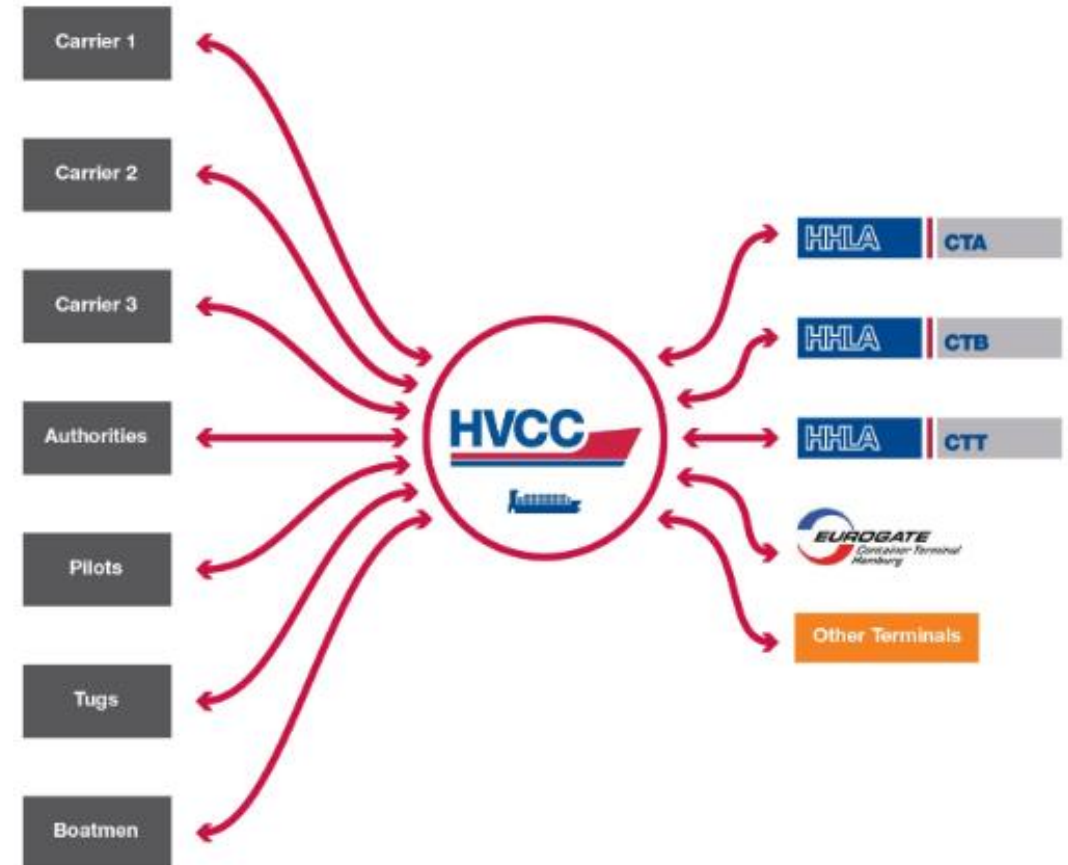 Carrier 1
Carrier 2
Carrier 3
Authorities
Pilots
Tugs
Boatmen
HVCC
HHLA CTA
HHLA CTB
HHLA CTT
EUROGATE
Container Terminal
Hamburg
Other Terminals